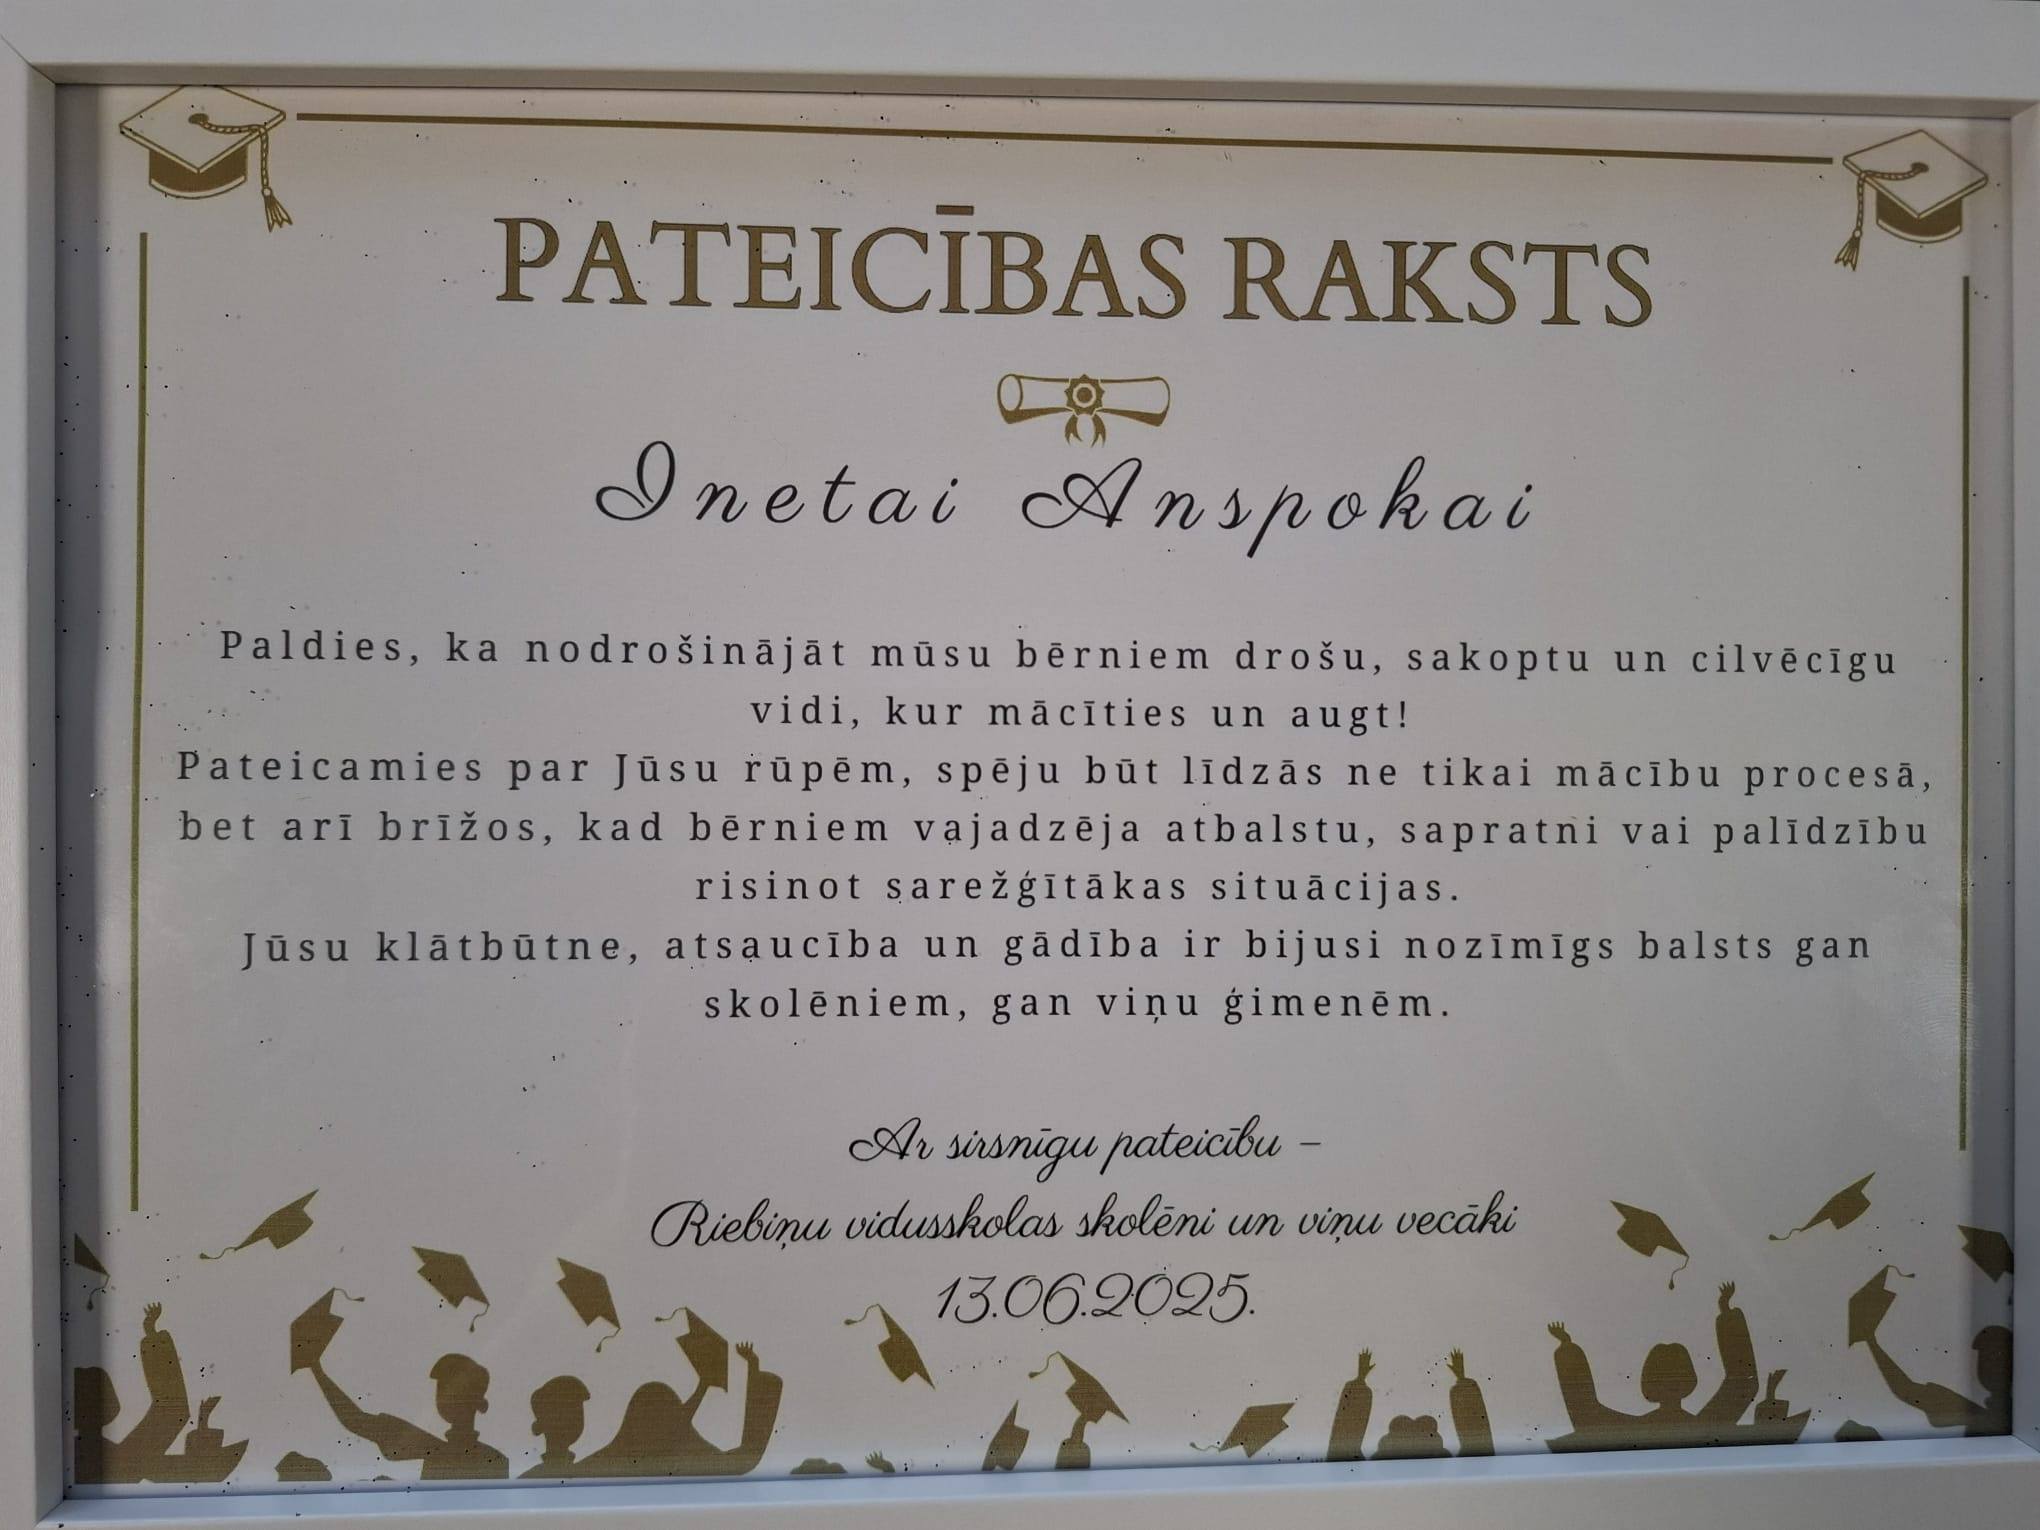 PATEICĪBAS RAKSTS
Inetai Anspokai
Paldies, ka nodrošinājāt mūsu bērniem drošu, sakoptu un cilvēcīgu
vidi, kur mācīties un augt!
Pateicamies par Jūsu rūpēm, spēju būt līdzās ne tikai mācību procesā,
bet arī brīžos, kad bērniem vajadzēja atbalstu, sapratni vai palīdzību
risinot sarežģītākas situācijas.
Jūsu klātbūtne, atsaucība un gādība ir bijusi nozīmīgs balsts gan
skolēniem, gan viņu ģimenēm.
Ar sirsnīgu pateicību –
Riebiņu vidusskolas skolēni un viņu vecāki
13.06.2025.